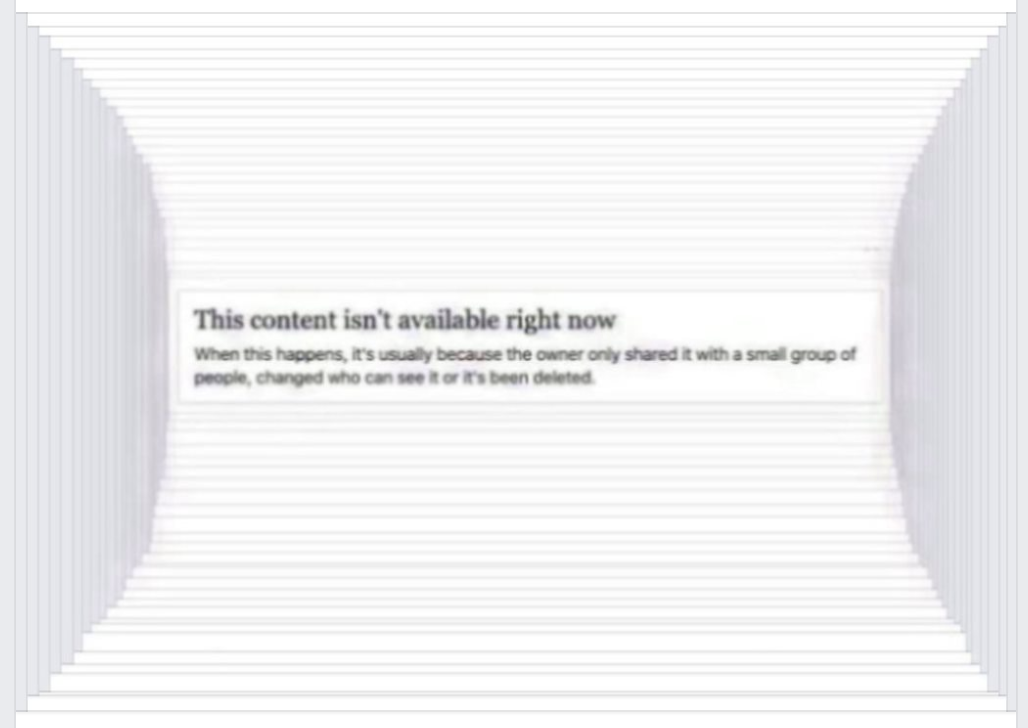 This content isn't available right now
When this happens, it's usually because the owner only shared it with a small group of
people, changed who can see it or it's been deleted.